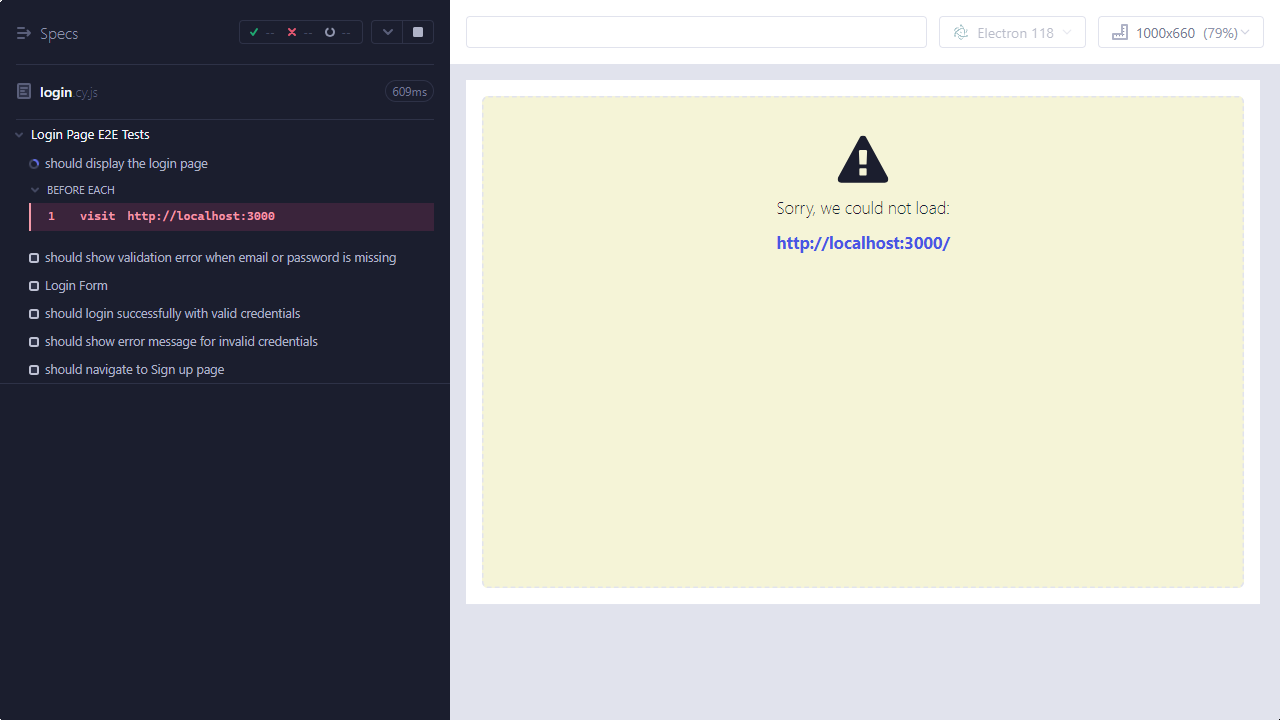 Specs
-- -- --
login.cy.js
609ms
Login Page E2E Tests
should display the login page
BEFORE EACH
1 visit http://localhost:3000
should show validation error when email or password is missing
Login Form
should login successfully with valid credentials
should show error message for invalid credentials
should navigate to Sign up page
Electron 118
1000x660 (79%)
Sorry, we could not load:
http://localhost:3000/